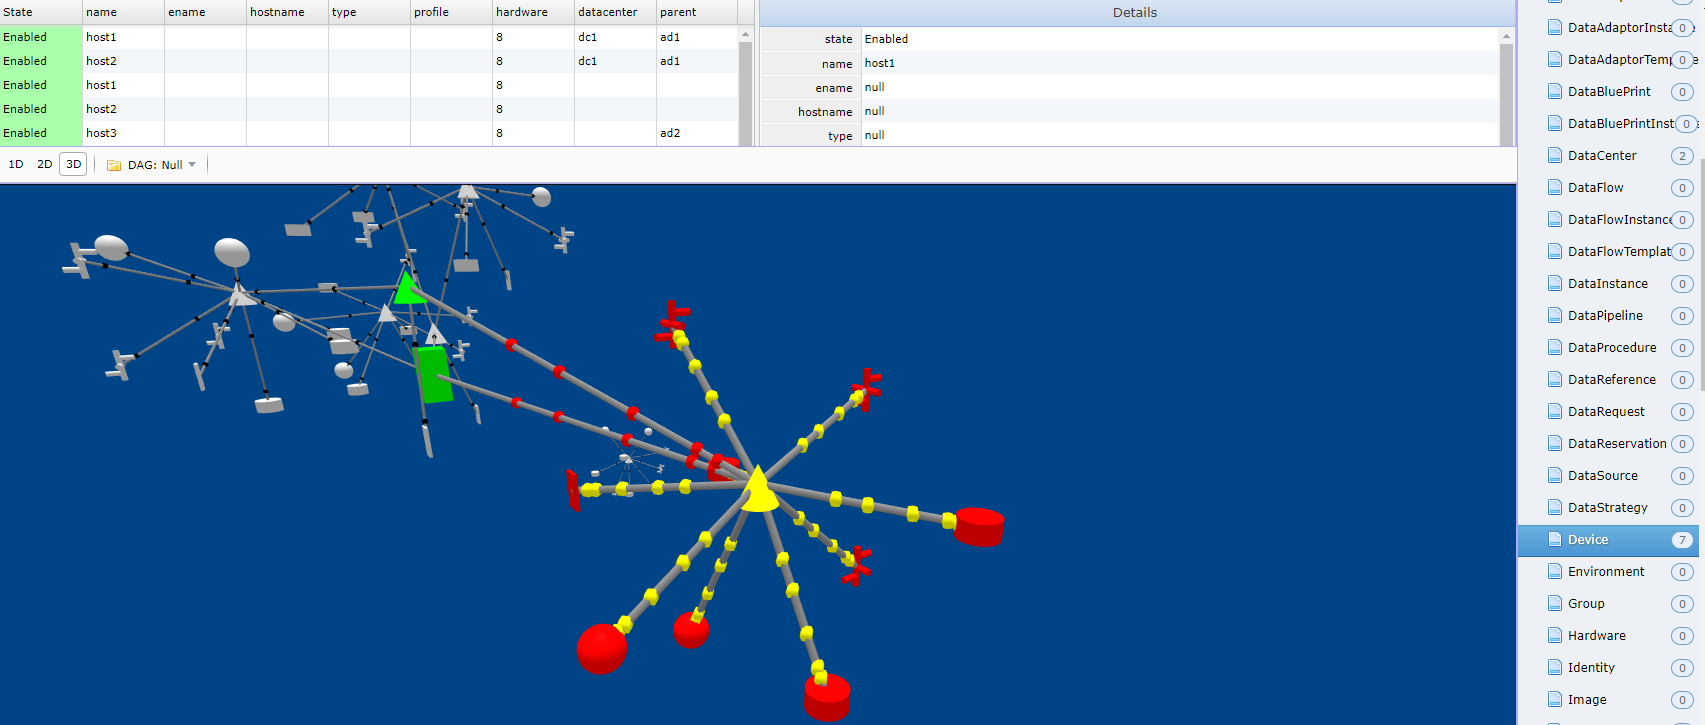 State name ename hostname type profile hardware datacenter parent
Enabled host1 8 dc1 ad1
Enabled host2 8 dc1 ad1
Enabled host1 8
Enabled host2 8
Enabled host3 8 ad2
Details
state Enabled
name host1
ename null
hostname null
type null
1D 2D 3D DAG: Null
0
DataAdaptorInsta 0 e
DataAdaptorTemp 0 e
DataBluePrint 0
DataBluePrintInst 0
DataCenter 2
DataFlow 0
DataFlowInstanc 0
DataFlowTemplat 0
DataInstance 0
DataPipeline 0
DataProcedure 0
DataReference 0
DataRequest 0
DataReservation 0
DataSource 0
DataStrategy 0
Device 7
Environment 0
Group 0
Hardware 0
Identity 0
Image 0